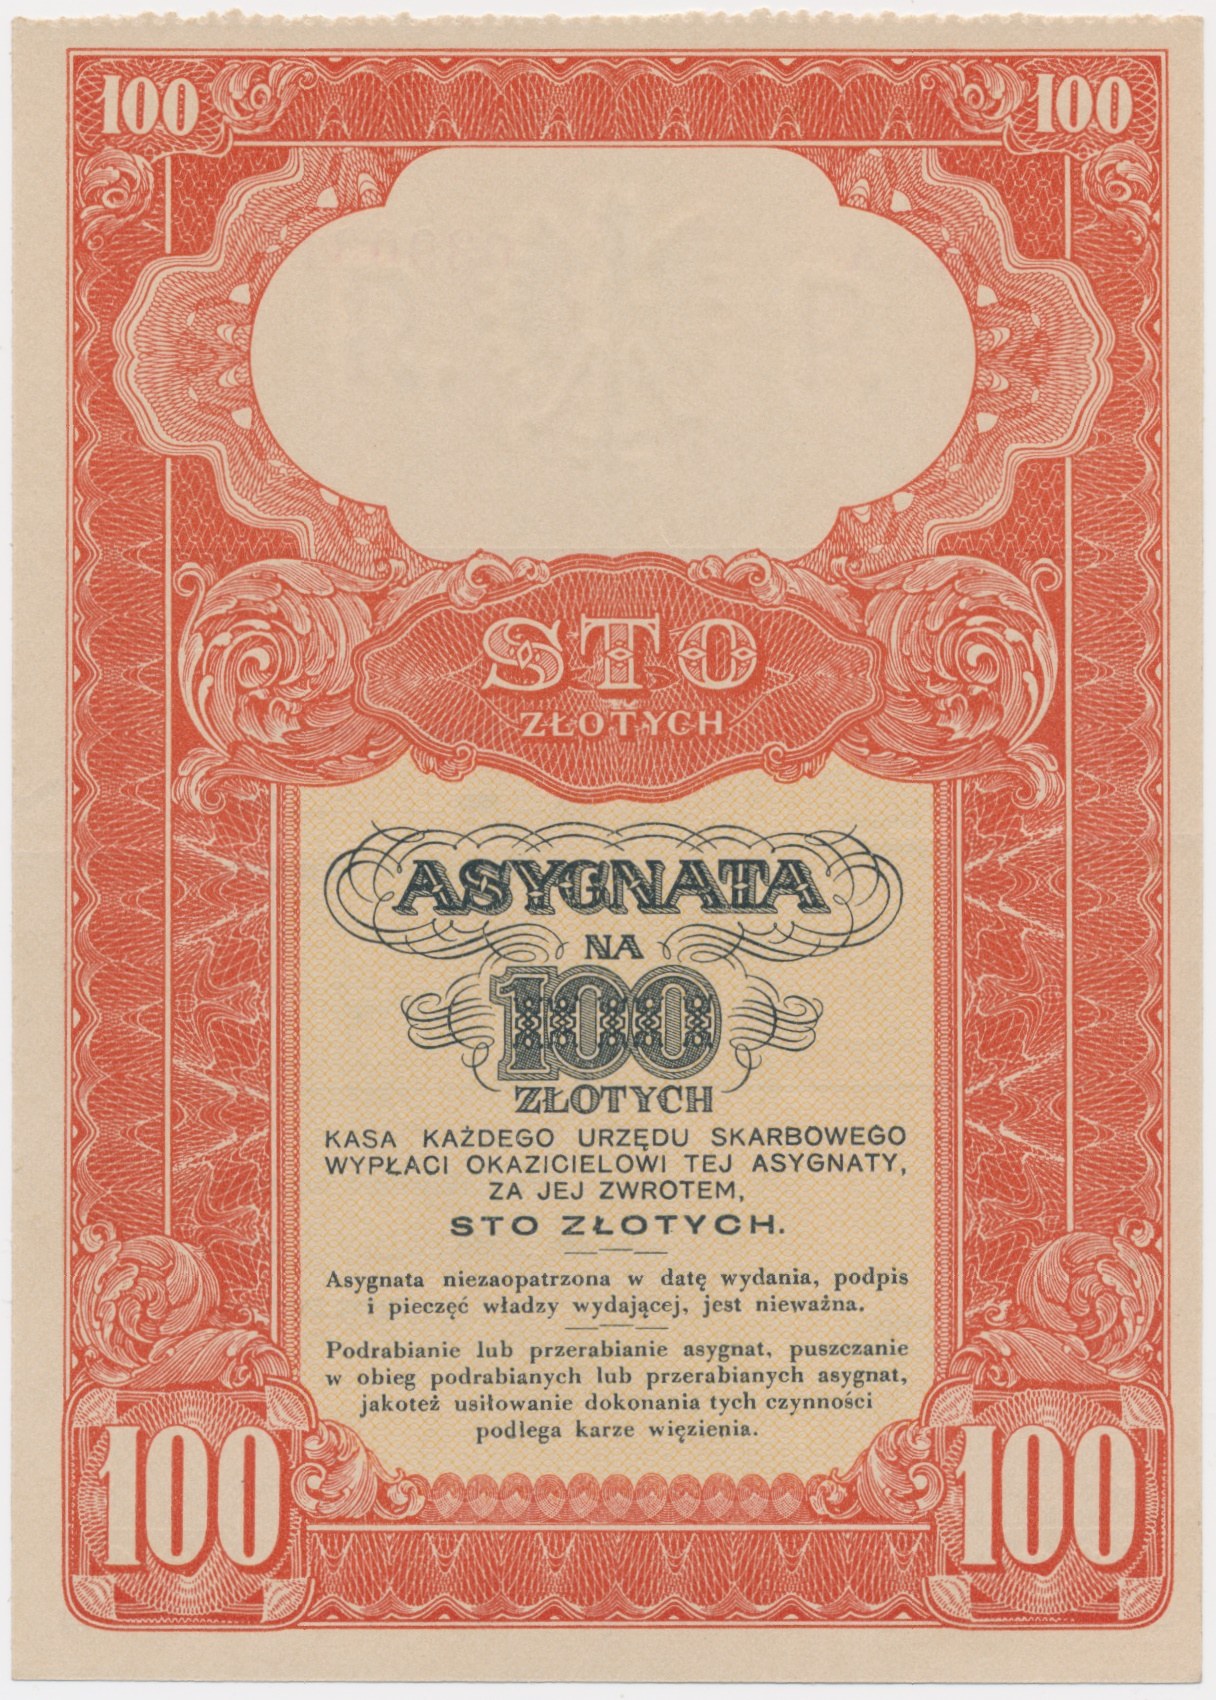 100 100
STO
ZŁOTYCH
ASYGNATA
NA
100
ZŁOTYCH
KASA KAŻDEGO URZĘDU SKARBOWEGO
WYPŁACI OKAZICIELOWI TEJ ASYGNATY,
ZA JEJ ZWROTEM,
STO ZŁOTYCH.
Asygnata niezaopatrzona w datę wydania, podpis
i pieczęć władzy wydającej, jest nieważna.
Podrabianie lub przerabianie asygnat, puszczanie
w obieg podrabianych lub przerabianych asygnat,
jakoteż usiłowanie dokonania tych czynności
podlega karze więzienia.
100 100